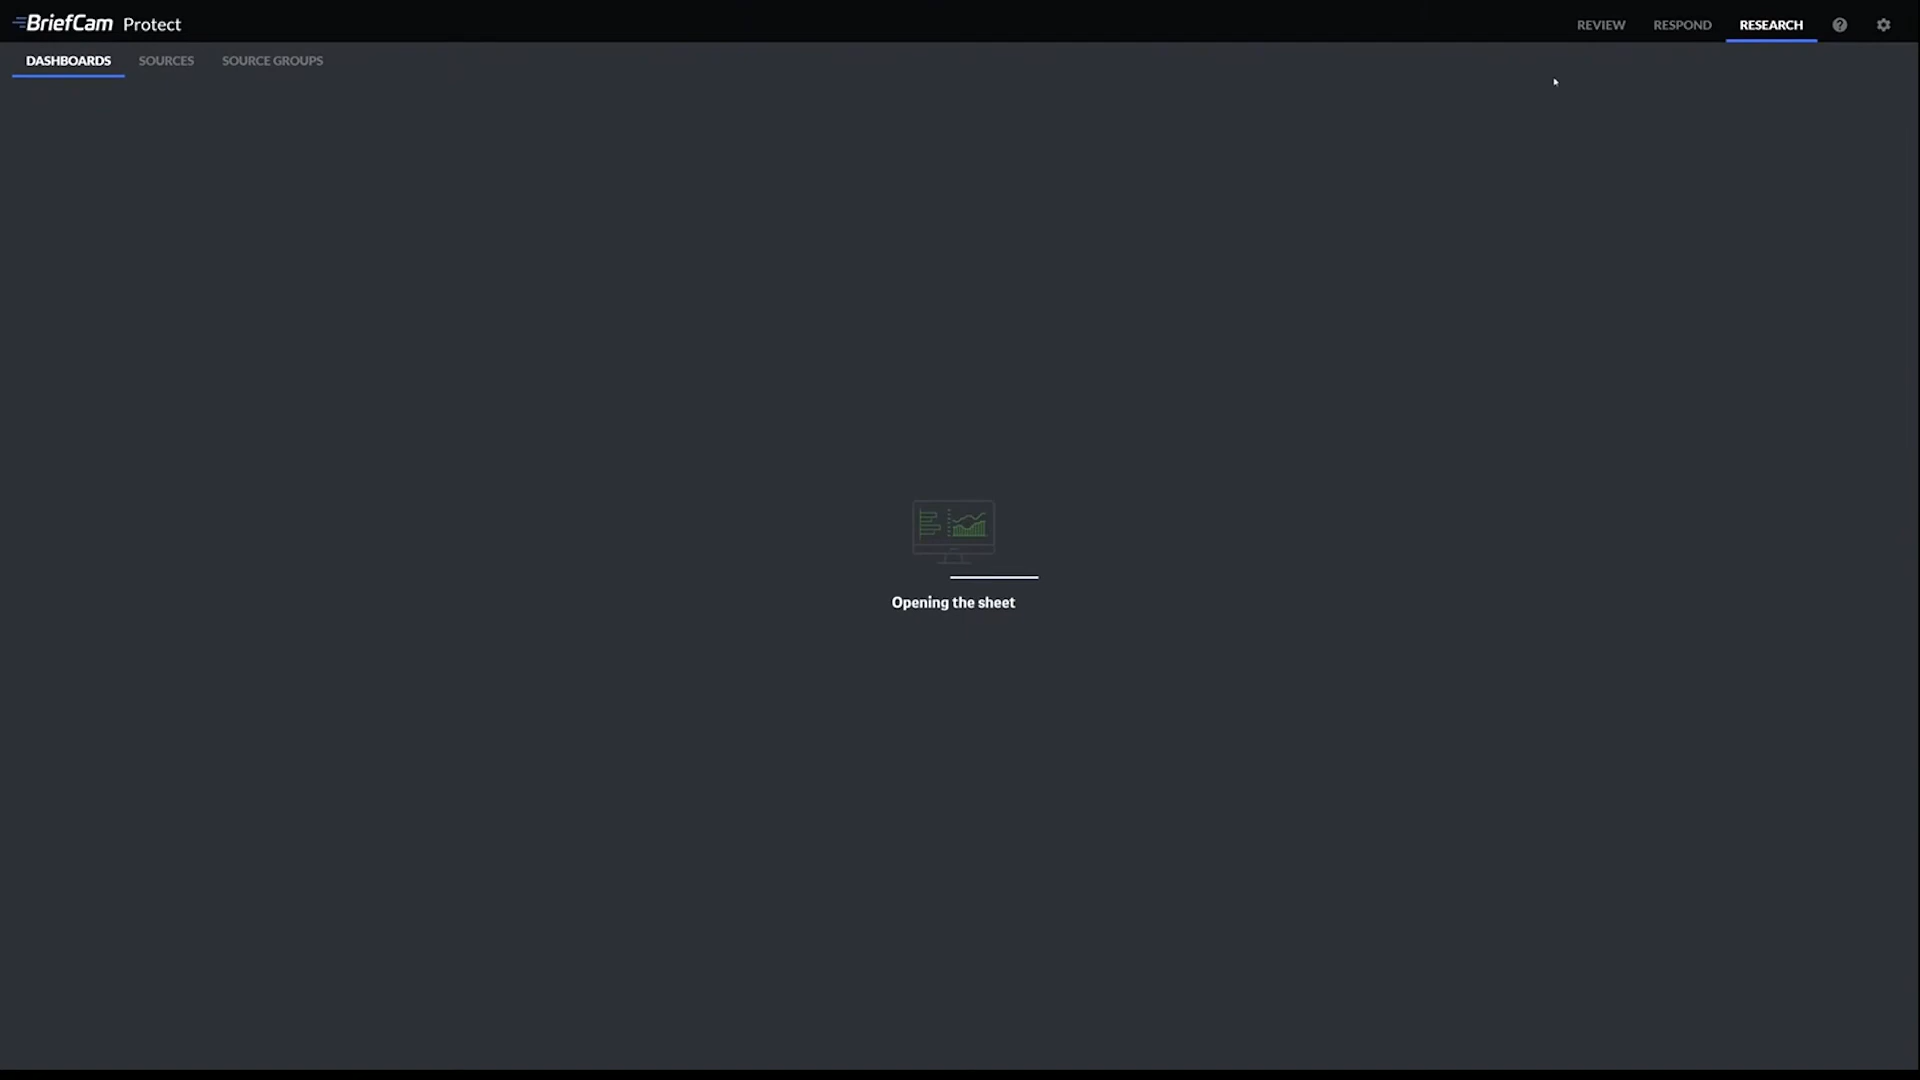 BriefCam Protect
REVIEW RESPOND RESEARCH ?
DASHBOARDS SOURCES SOURCE GROUPS
Opening the sheet